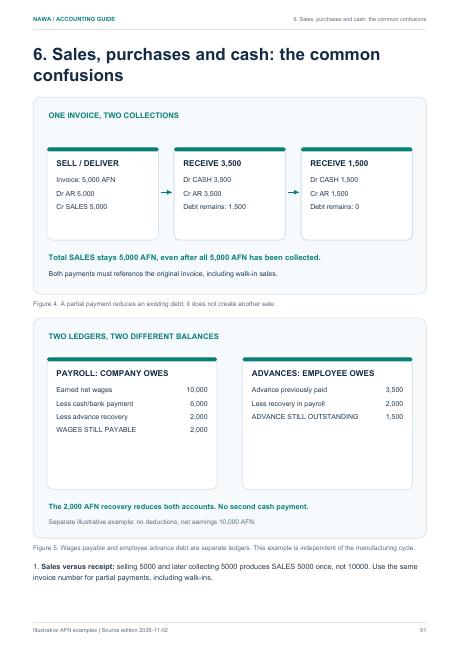 NAWA / ACCOUNTING GUIDE
6. Sales, purchases and cash: the common confusions
6. Sales, purchases and cash: the common
confusions
ONE INVOICE, TWO COLLECTIONS
SELL / DELIVER
Invoice: 5,000 AFN
Dr AR 5,000
Cr SALES 5,000
RECEIVE 3,500
Dr CASH 3,500
Cr AR 3,500
Debt remains: 1,500
RECEIVE 1,500
Dr CASH 1,500
Cr AR 1,500
Debt remains: 0
Total SALES stays 5,000 AFN, even after all 5,000 AFN has been collected.
Both payments must reference the original invoice, including walk-in sales.
Figure 4. A partial payment reduces an existing debt; it does not create another sale.
TWO LEDGERS, TWO DIFFERENT BALANCES
PAYROLL: COMPANY OWES
Earned net wages 10,000
Less cash/bank payment 6,000
Less advance recovery 2,000
WAGES STILL PAYABLE 2,000
ADVANCES: EMPLOYEE OWES
Advance previously paid 3,500
Less recovery in payroll 2,000
ADVANCE STILL OUTSTANDING 1,500
The 2,000 AFN recovery reduces both accounts. No second cash payment.
Separate illustrative example: no deductions, net earnings 10,000 AFN.
Figure 5. Wages payable and employee advance debt are separate ledgers. This example is independent of the manufacturing cycle.
1. Sales versus receipt: selling 5000 and later collecting 5000 produces SALES 5000 once, not 10000. Use the same
invoice number for partial payments, including walk-ins.
Illustrative AFN examples | Source edition 2026-11-02
51